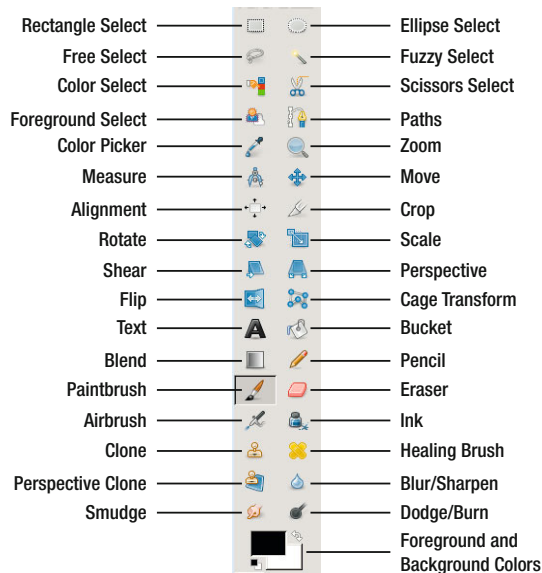 Rectangle Select Ellipse Select
Free Select Fuzzy Select
Color Select Scissors Select
Foreground Select Paths
Color Picker Zoom
Measure Move
Alignment Crop
Rotate Scale
Shear Perspective
Flip Cage Transform
Text Bucket
Blend Pencil
Paintbrush Eraser
Airbrush Ink
Clone Healing Brush
Perspective Clone Blur/Sharpen
Smudge Dodge/Burn
Foreground and
Background Colors